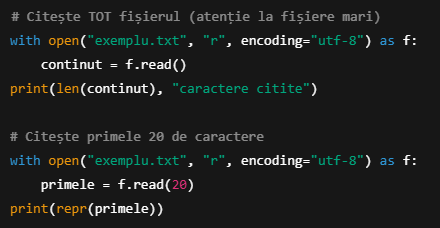 # Citește TOT fișierul (atenție la fișiere mari)
with open("exemplu.txt", "r", encoding="utf-8") as f:
    continut = f.read()
print(len(continut), "caractere citite")

# Citește primele 20 de caractere
with open("exemplu.txt", "r", encoding="utf-8") as f:
    primele = f.read(20)
print(repr(primele))